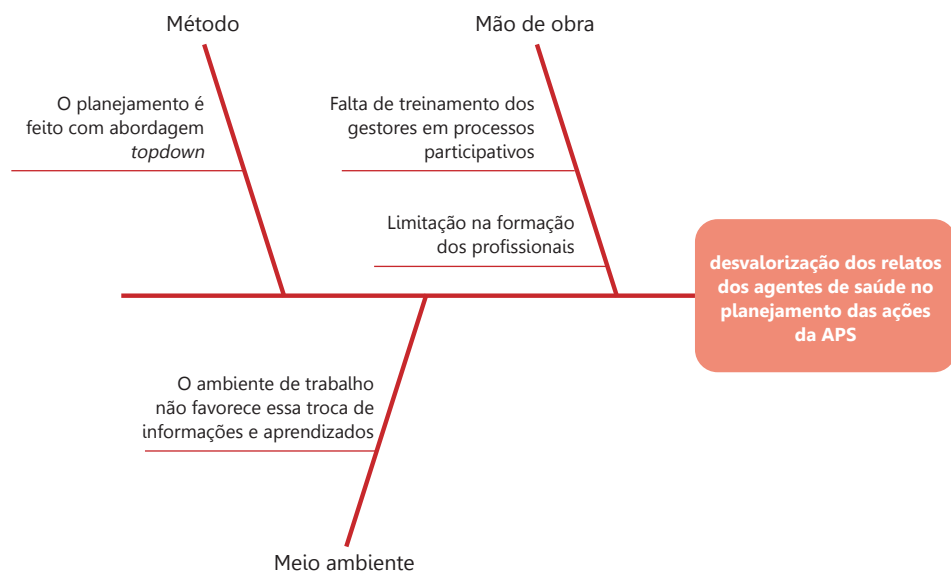 Método
Mão de obra
O planejamento é
feito com abordagem
topdown
Falta de treinamento dos
gestores em processos
participativos
Limitação na formação
dos profissionais
desvalorização dos relatos
dos agentes de saúde no
planejamento das ações
da APS
O ambiente de trabalho
não favorece essa troca de
informações e aprendizados
Meio ambiente